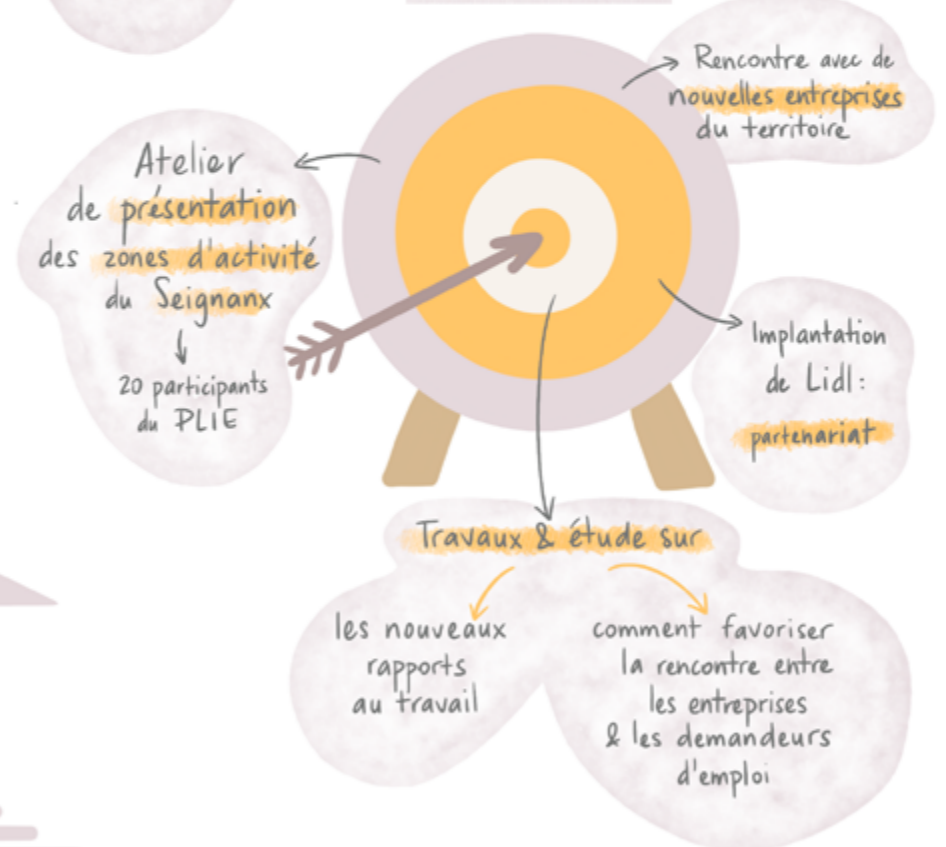 Rencontre avec de
nouvelles entreprises
du territoire
Atelier
de présentation
des zones d'activité
du Seignanx
20 participants
du PLIE
Implantation
de Lidl :
partenariat
Travaux & étude sur
les nouveaux
rapports
au travail
comment favoriser
la rencontre entre
les entreprises
& les demandeurs
d'emploi